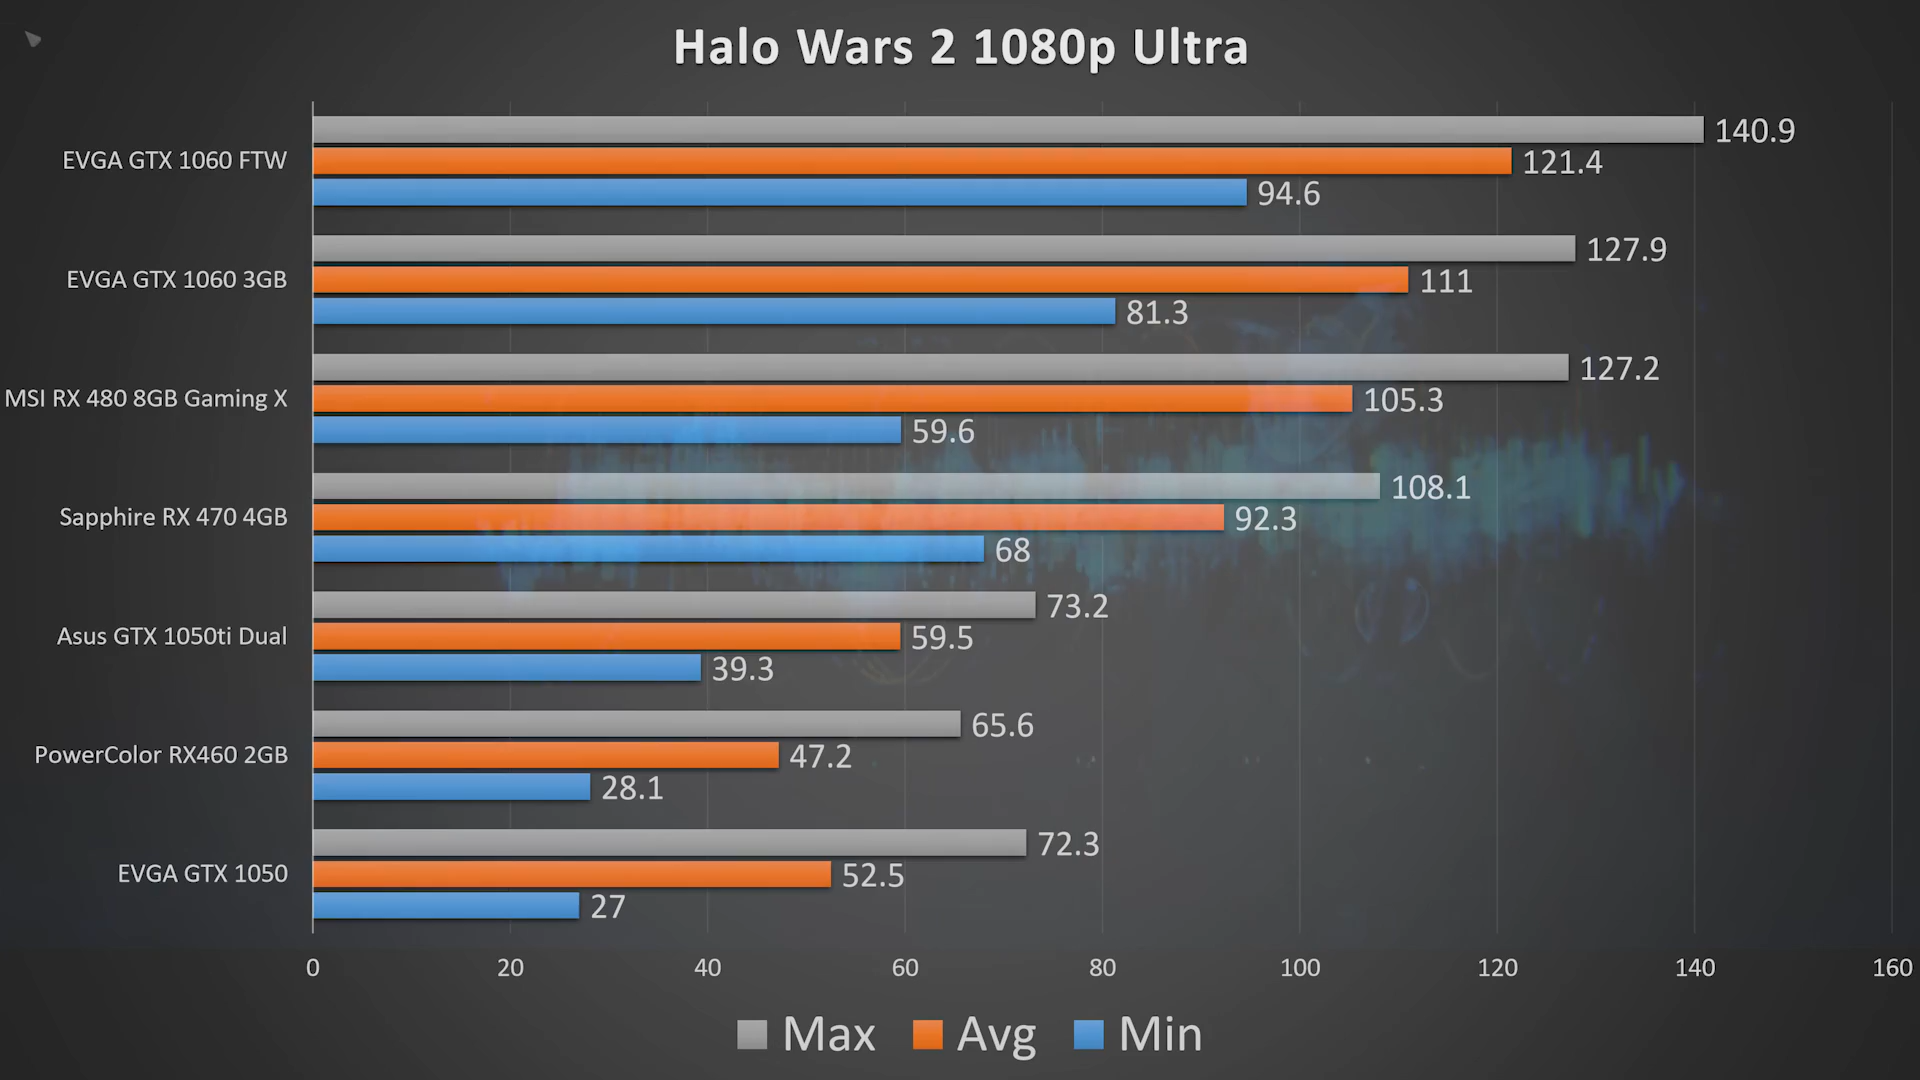 Halo Wars 2 1080p Ultra
EVGA GTX 1060 FTW
140.9
121.4
94.6
EVGA GTX 1060 3GB
127.9
111
81.3
MSI RX 480 8GB Gaming X
127.2
105.3
59.6
Sapphire RX 470 4GB
108.1
92.3
68
Asus GTX 1050ti Dual
73.2
59.5
39.3
PowerColor RX460 2GB
65.6
47.2
28.1
EVGA GTX 1050
72.3
52.5
27
0 20 40 60 80 100 120 140 160
Max Avg Min